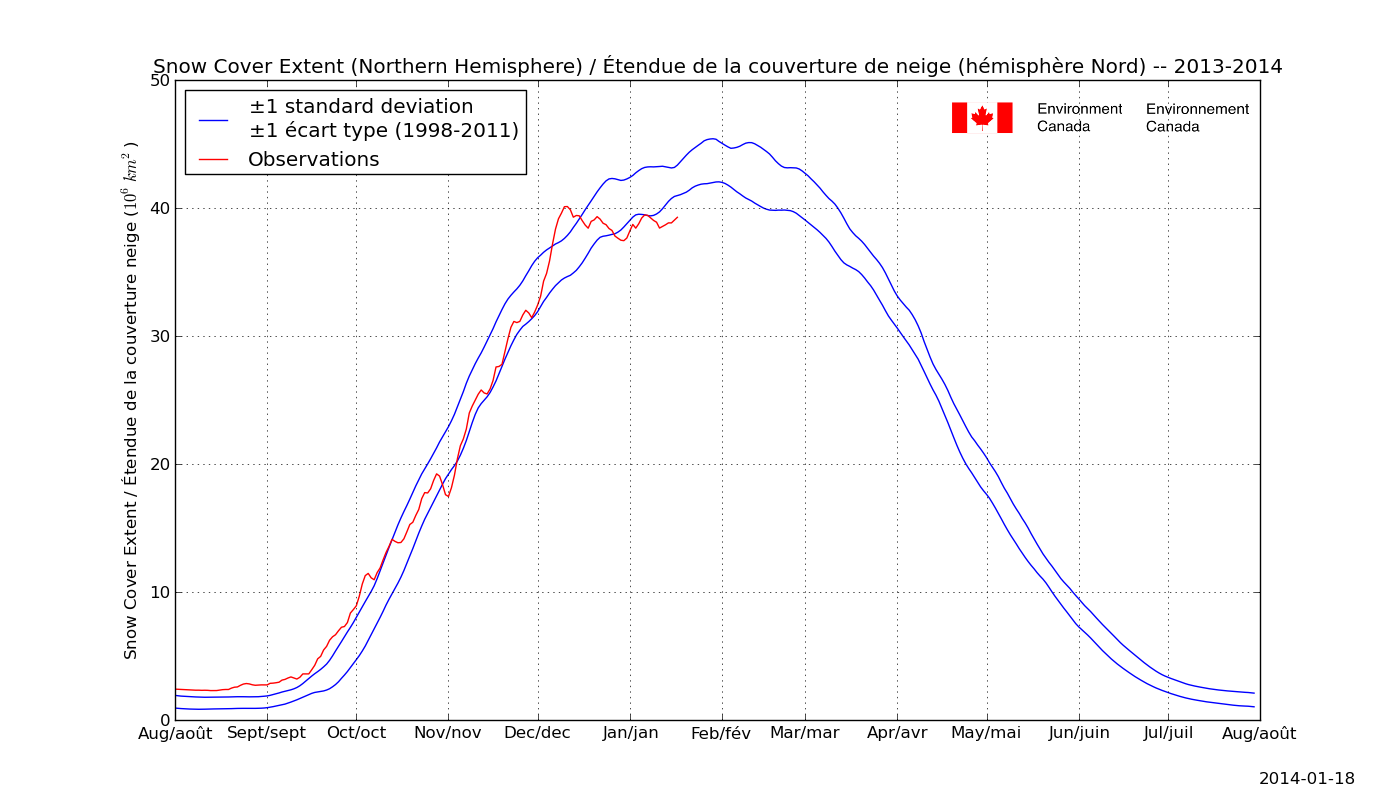 Snow Cover Extent (Northern Hemisphere) / Étendue de la couverture de neige (hémisphère Nord) -- 2013-2014
±1 standard deviation
±1 écart type (1998-2011)
Observations
Environment
Canada
Environnement
Canada
Snow Cover Extent / Étendue de la couverture neige (10⁶ km²)
50
40
30
20
10
0
Aug/août Sept/sept Oct/oct Nov/nov Dec/dec Jan/jan Feb/fév Mar/mar Apr/avr May/mai Jun/juin Jul/juil Aug/août
2014-01-18